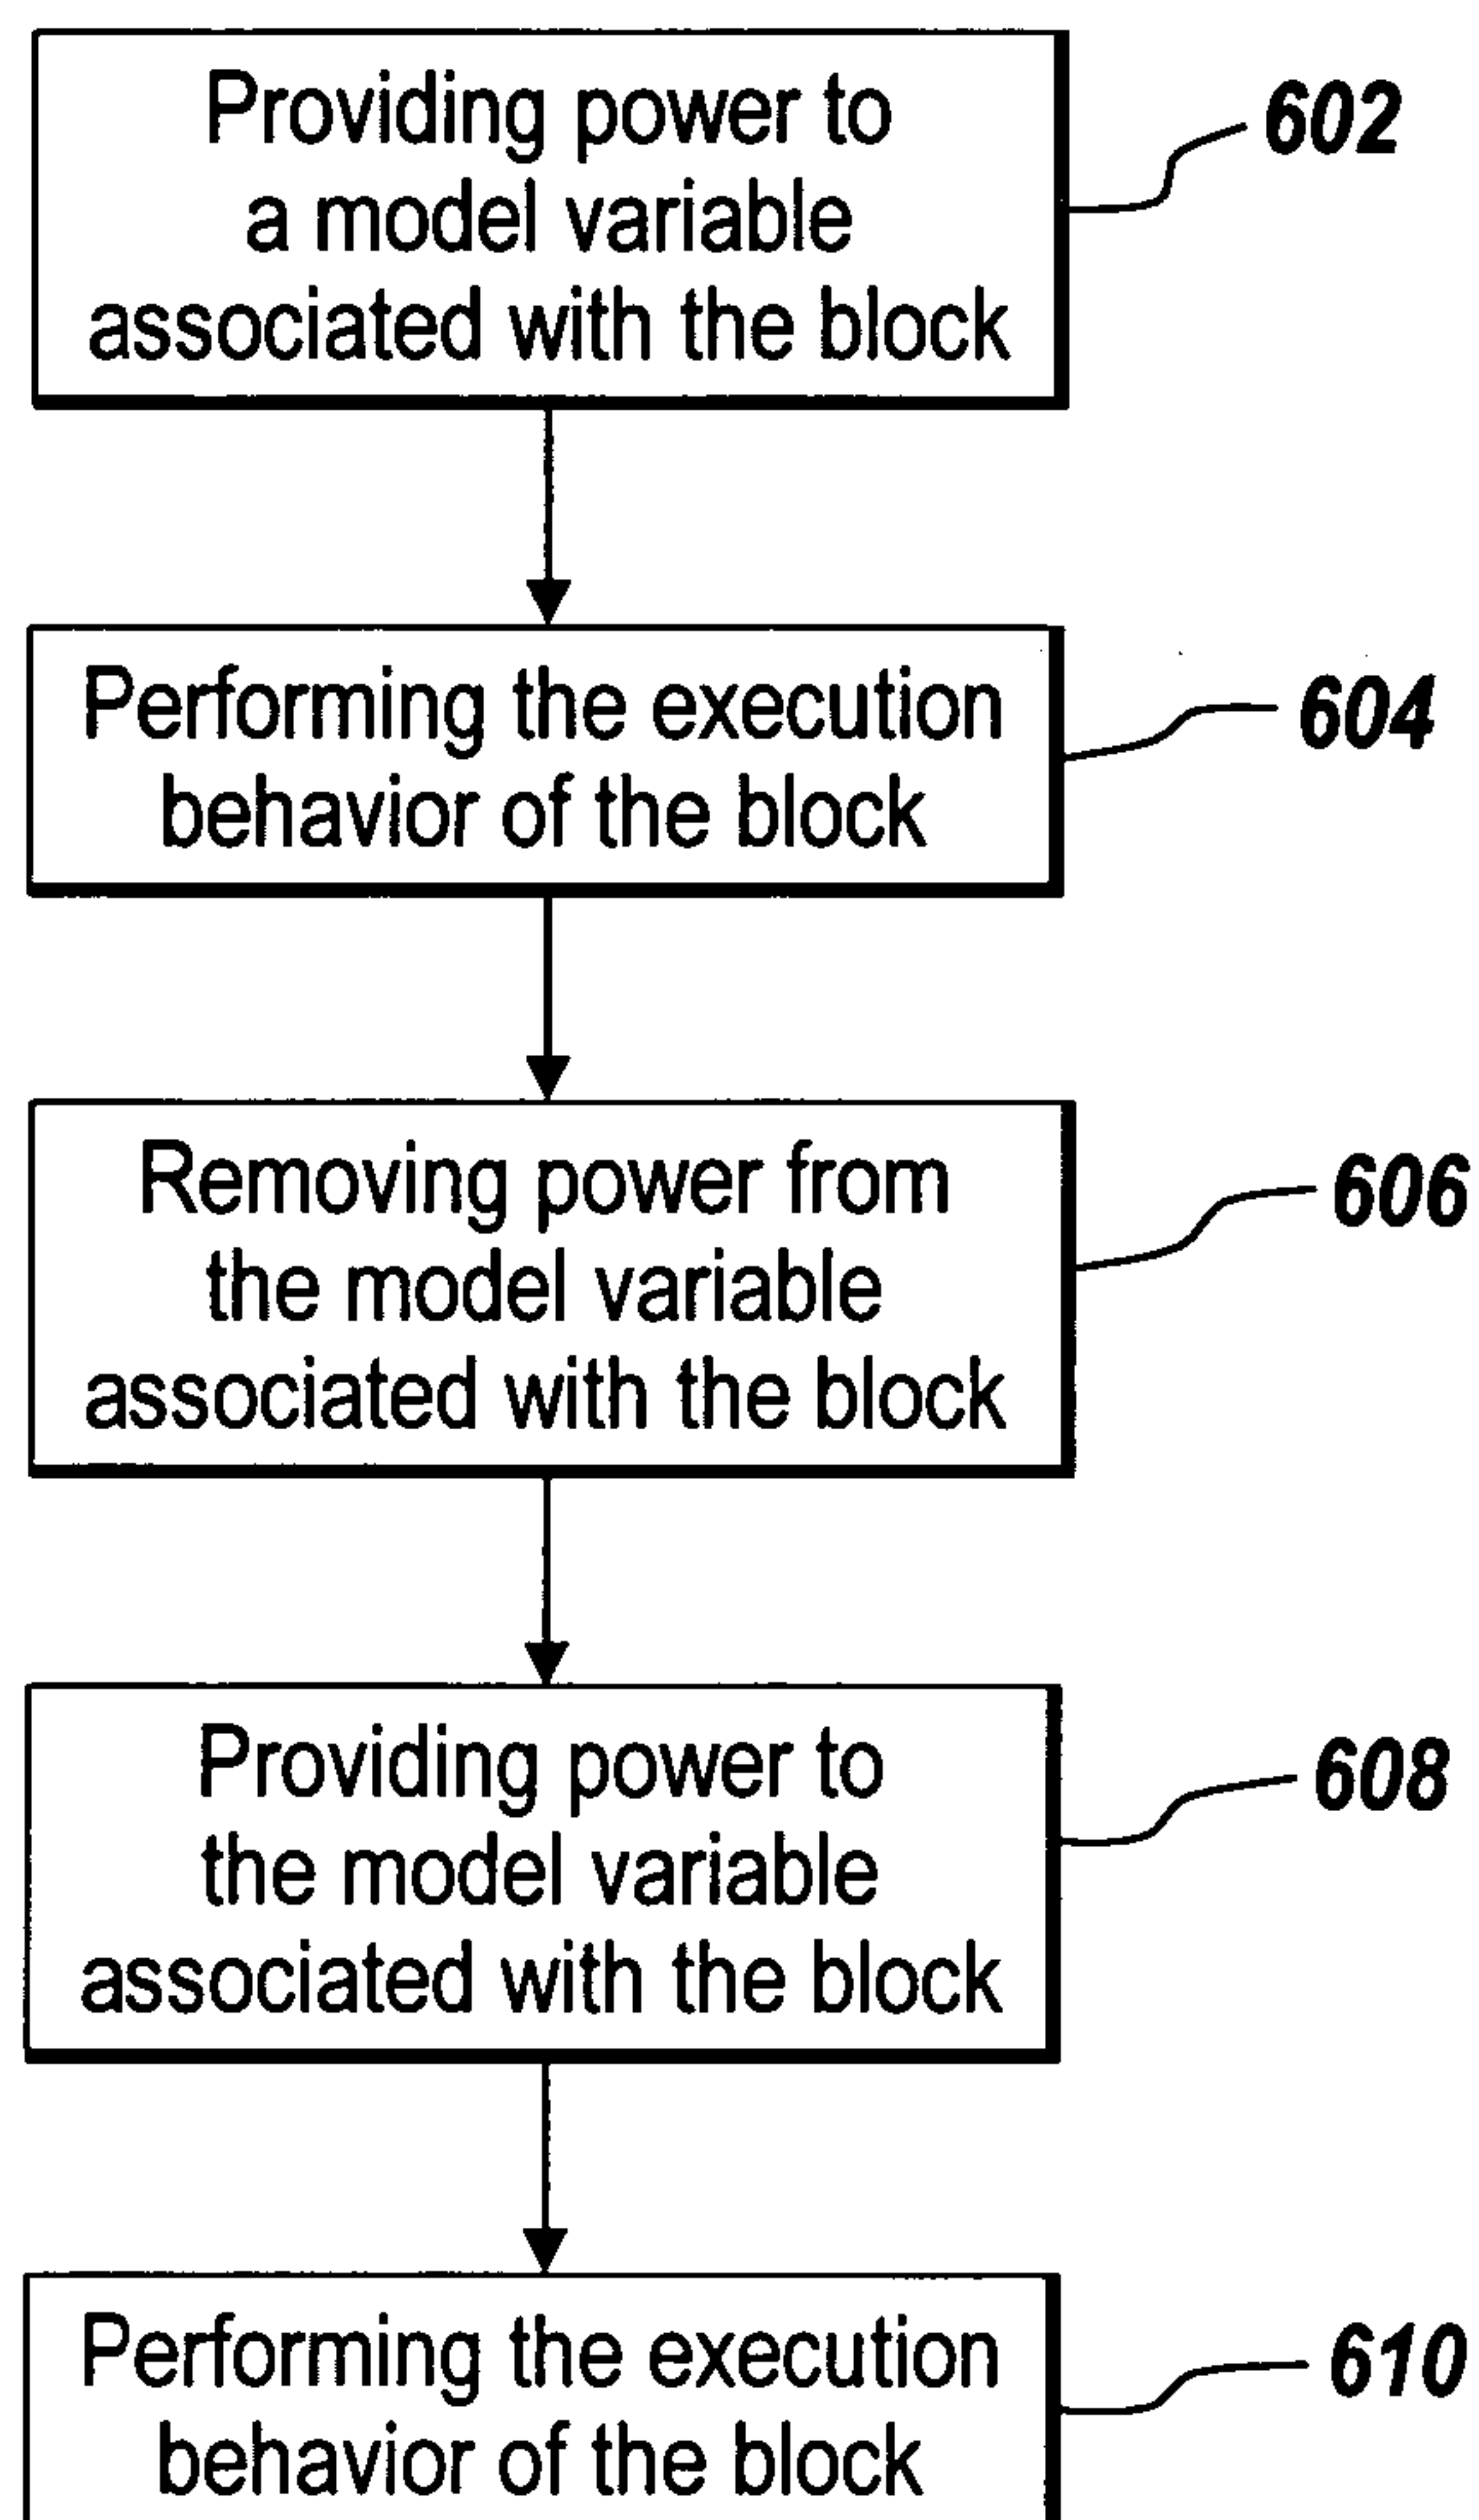 Providing power to
a model variable
associated with the block
602
Performing the execution
behavior of the block
604
Removing power from
the model variable
associated with the block
606
Providing power to
the model variable
associated with the block
608
Performing the execution
behavior of the block
610